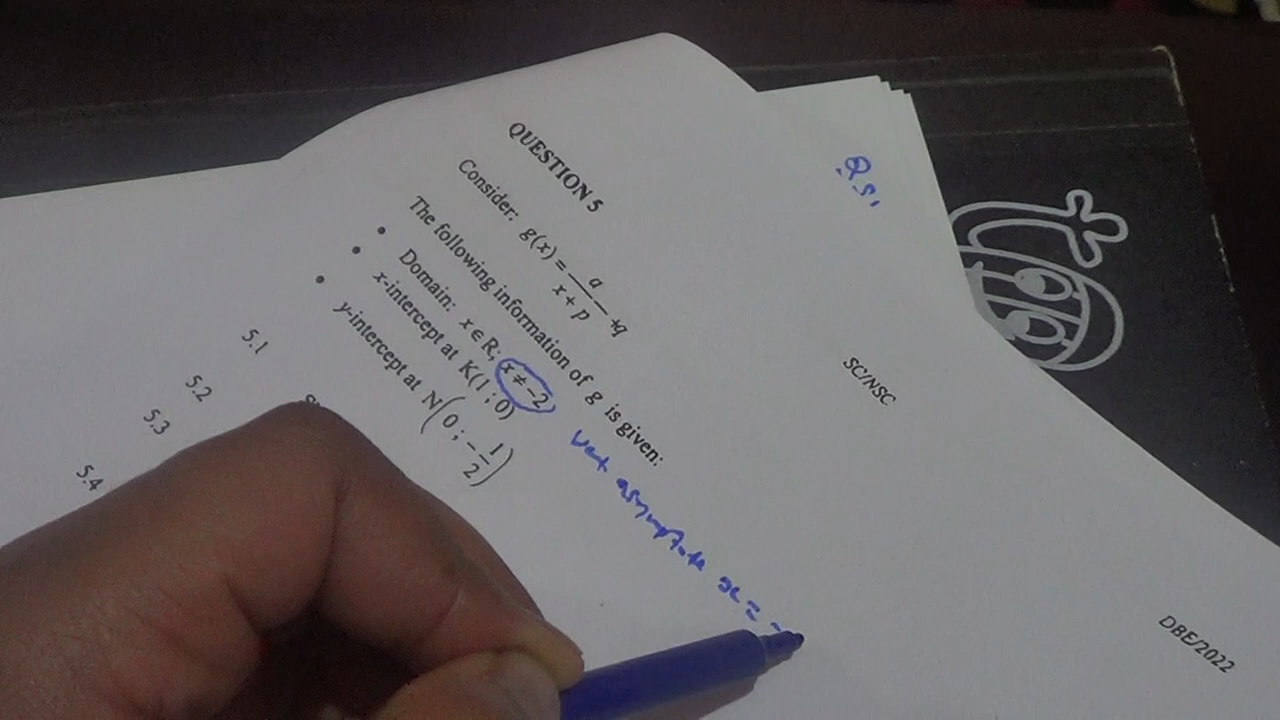 Q.5.
SC/NSC
DBE/2022
QUESTION 5
Consider: g(x) = a/(x + p) + q
The following information of g is given:
• Domain: x ∈ R; x ≠ −2
vert asymptote x = -
• x-intercept at K(1 ; 0)
• y-intercept at N(0 ; −1/2)
5.1
5.2
5.3
5.4